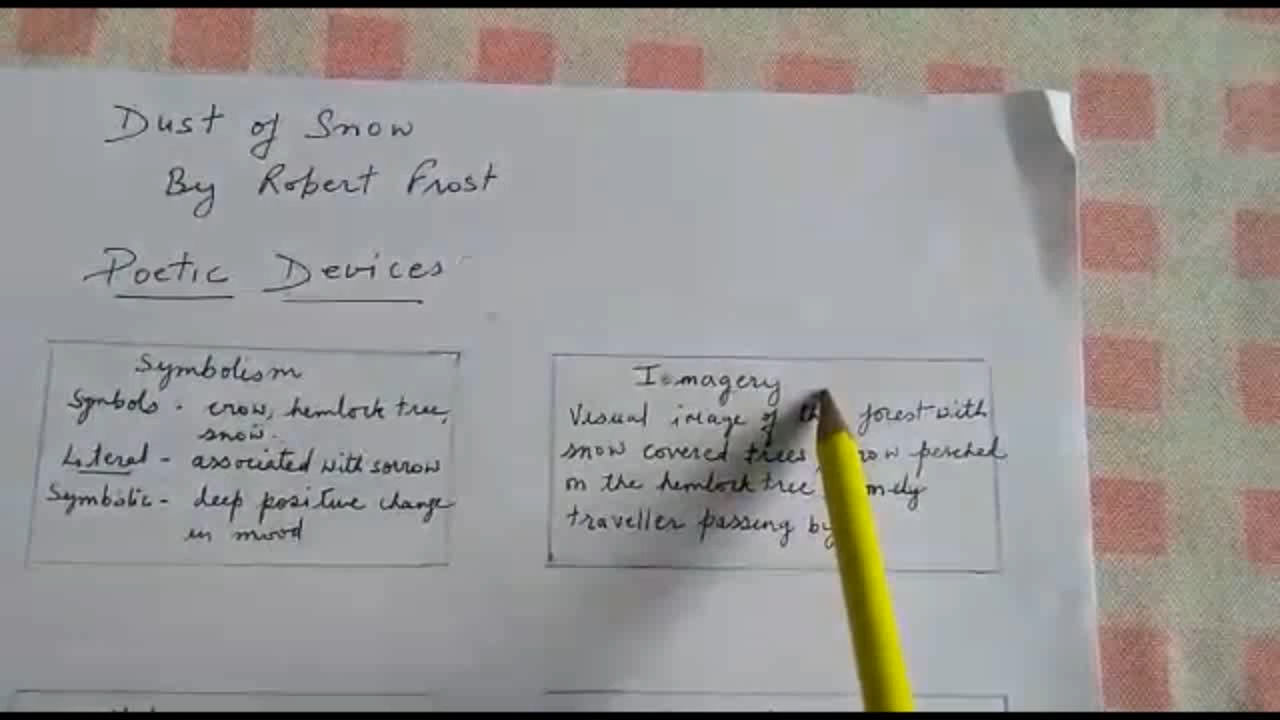 Dust of Snow
By Robert Frost
Poetic Devices
Symbolism
Symbols - crow, hemlock tree,
snow.
Literal - associated with sorrow
Symbolic - deep positive change
in mood
Imagery
Visual image of the forest with
snow covered trees, crow perched
on the hemlock tree
traveller passing by